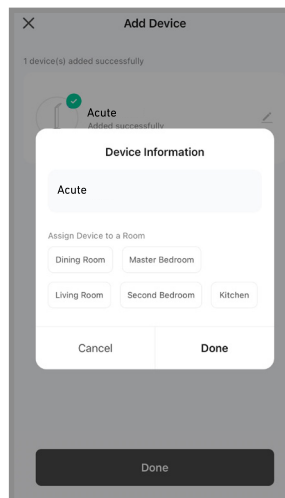 Add Device
1 device(s) added successfully
Acute
Added successfully
Device Information
Acute
Assign Device to a Room
Dining Room Master Bedroom
Living Room Second Bedroom Kitchen
Cancel Done
Done